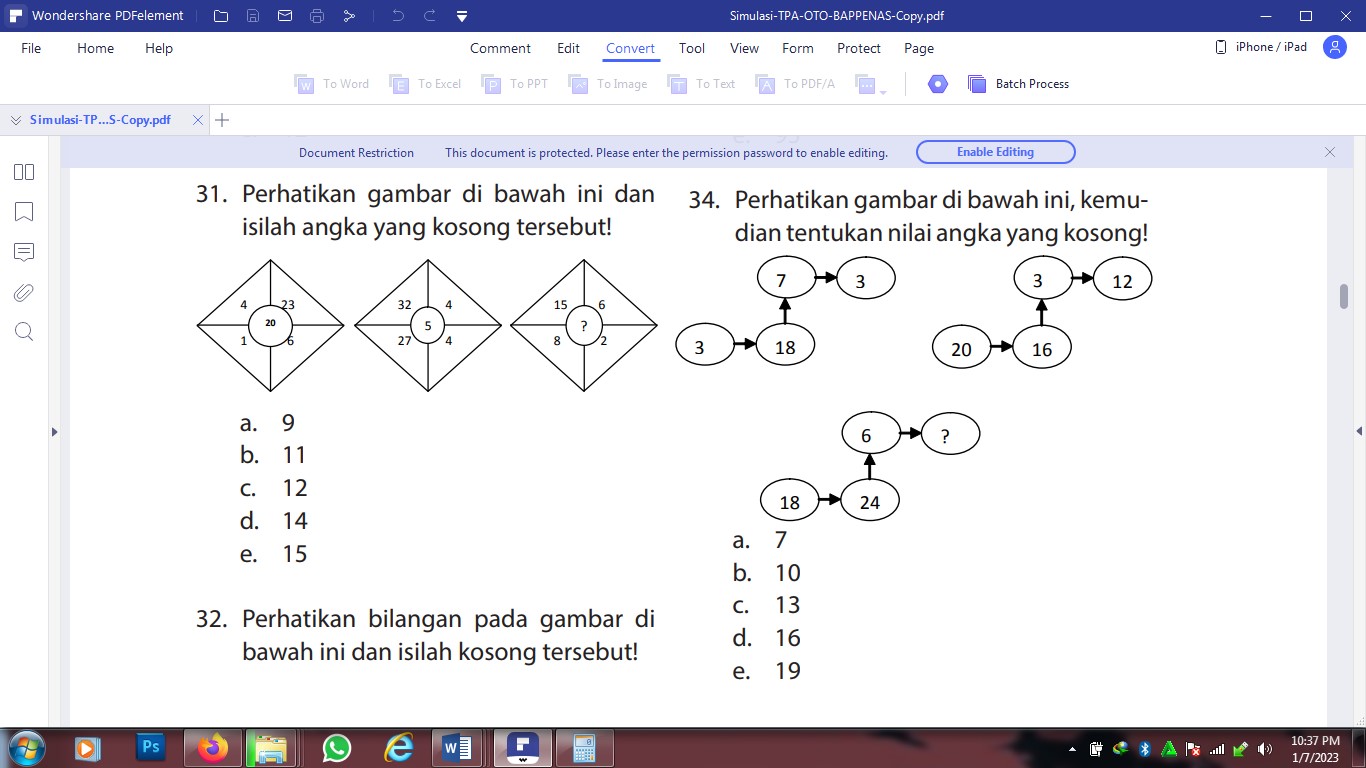 Wondershare PDFelement
Simulasi-TPA-OTO-BAPPENAS-Copy.pdf
File Home Help Comment Edit Convert Tool View Form Protect Page iPhone / iPad
To Word To Excel To PPT To Image To Text To PDF/A Batch Process
Simulasi-TP...S-Copy.pdf
Document Restriction This document is protected. Please enter the permission password to enable editing. Enable Editing
31. Perhatikan gambar di bawah ini dan
isilah angka yang kosong tersebut!
4 23
20
1 6
32 4
5
27 4
15 6
?
8 2
a. 9
b. 11
c. 12
d. 14
e. 15
32. Perhatikan bilangan pada gambar di
bawah ini dan isilah kosong tersebut!
34. Perhatikan gambar di bawah ini, kemu-
dian tentukan nilai angka yang kosong!
7 3
3 18
3 12
20 16
6 ?
18 24
a. 7
b. 10
c. 13
d. 16
e. 19
Ps
W
10:37 PM
1/7/2023